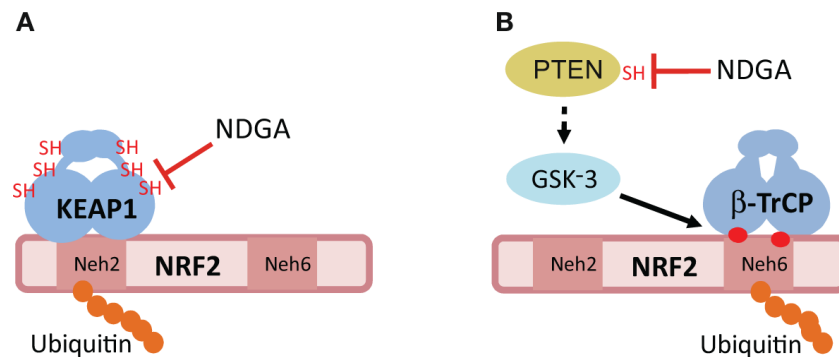 A
SH
SH
SH
SH
SH
SH
NDGA
KEAP1
Neh2
NRF2
Neh6
Ubiquitin
B
PTEN
SH
NDGA
GSK-3
β-TrCP
Neh2
NRF2
Neh6
Ubiquitin